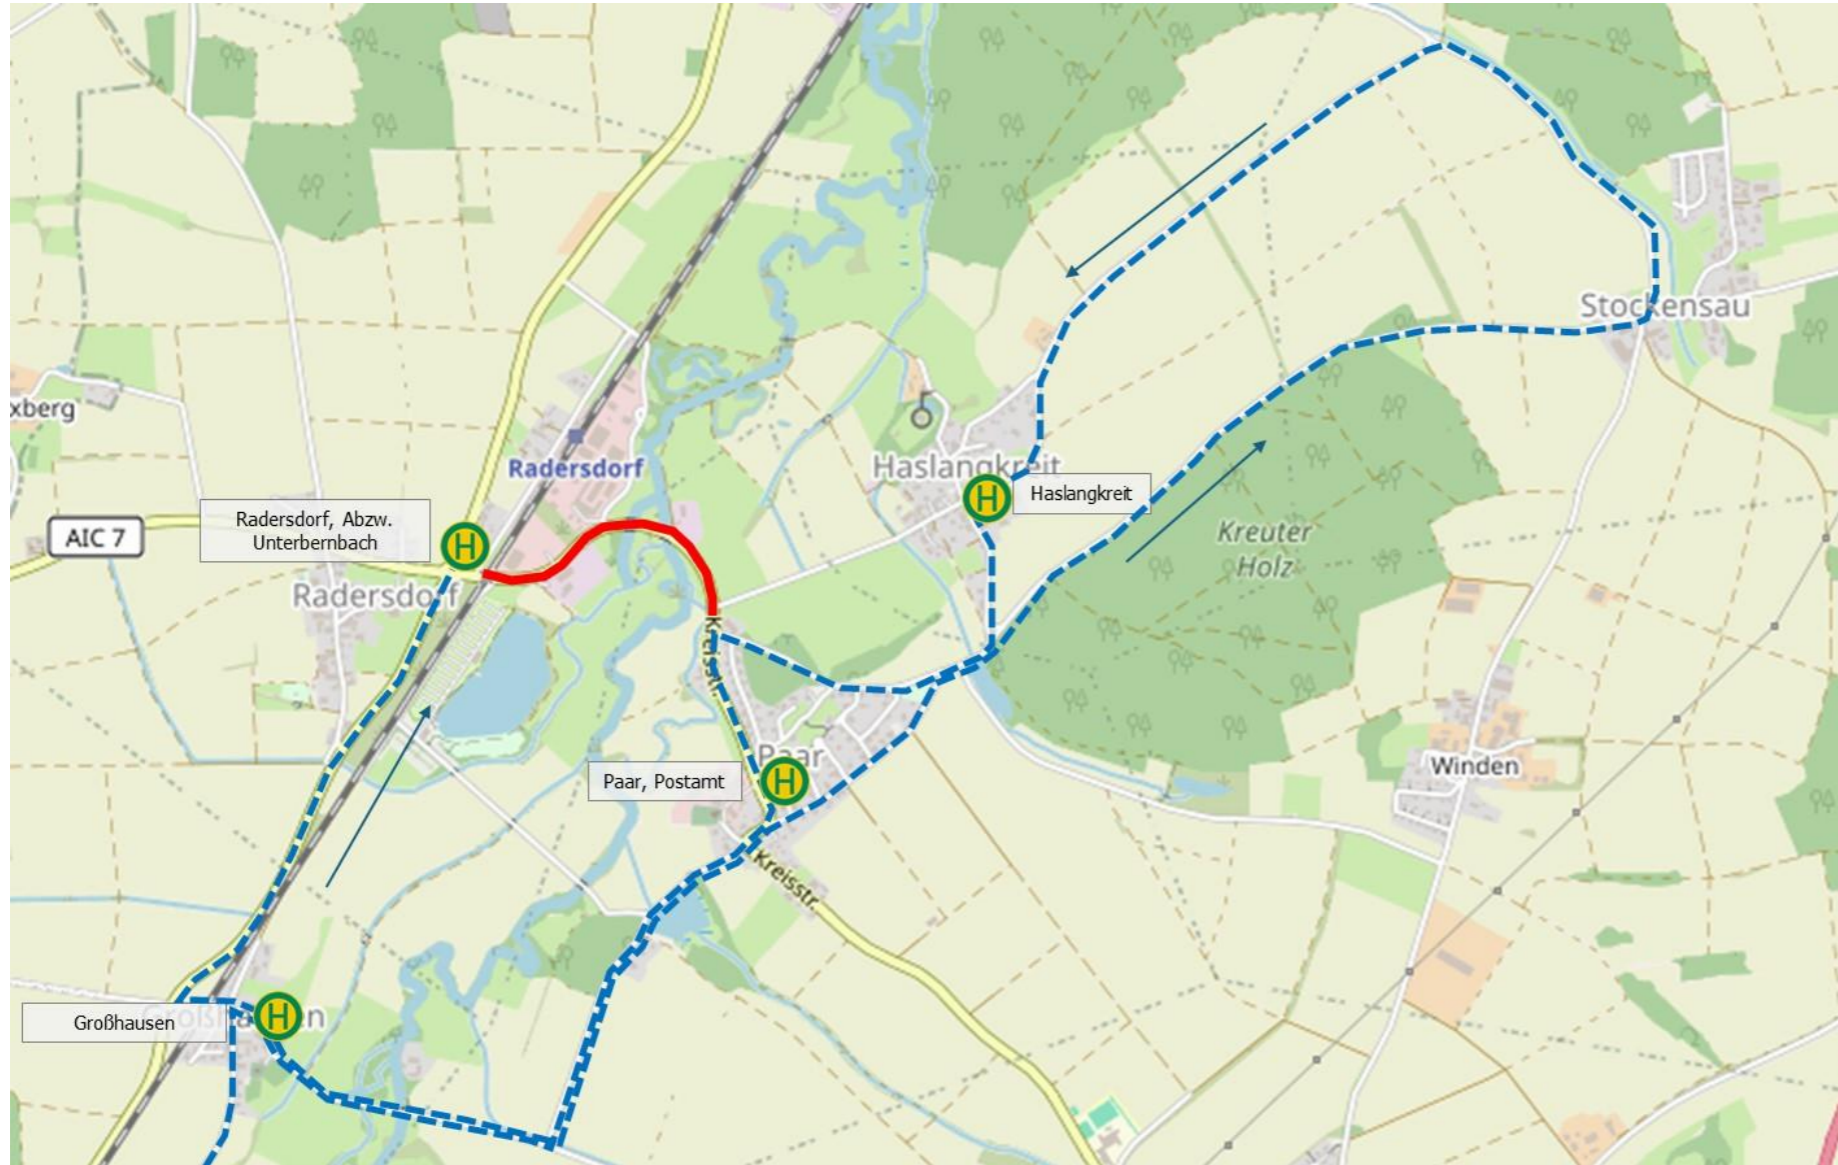 Stockensau
xberg
Radersdorf
Haslangkreit
H
Haslangkreit
Radersdorf, Abzw.
Unterbernbach
H
AIC 7
Kreuter
Holz
Radersdorf
Kreisstr.
Paar
H
Paar, Postamt
Winden
Kreisstr.
Großhausen
H
Großhausen